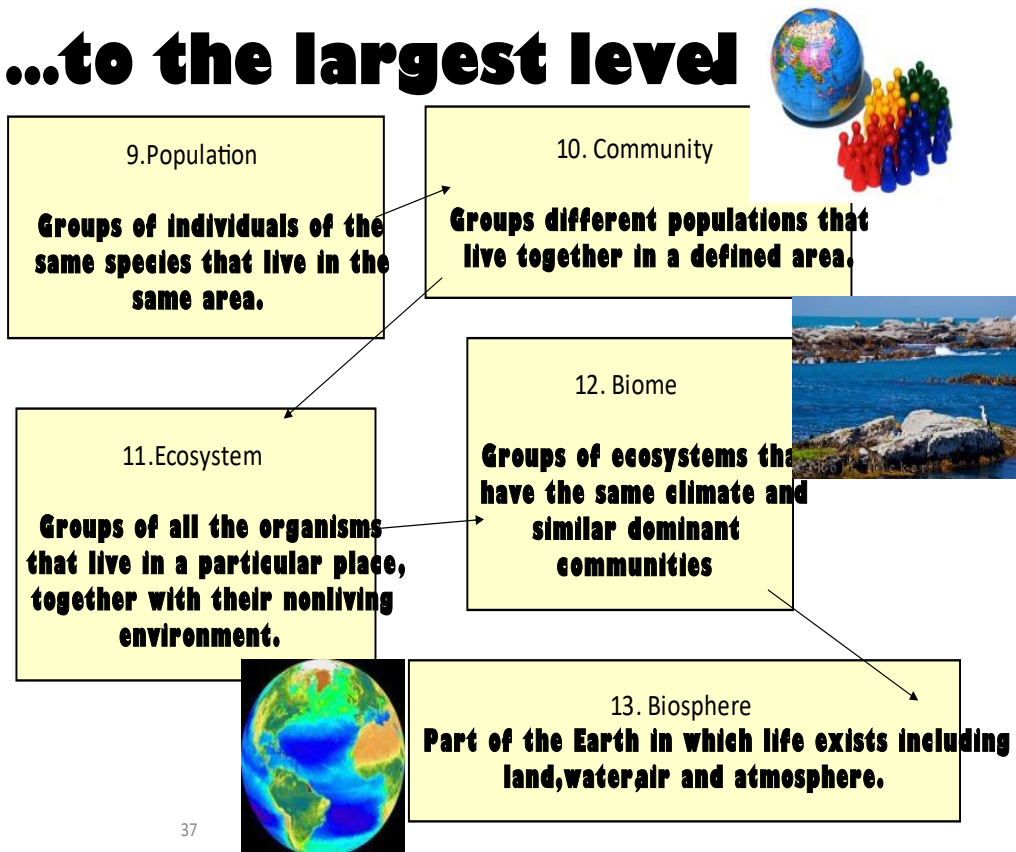 ...to the largest level
9.Population
Groups of individuals of the
same species that live in the
same area.
10. Community
Groups different populations that
live together in a defined area.
11.Ecosystem
Groups of all the organisms
that live in a particular place,
together with their nonliving
environment.
12. Biome
Groups of ecosystems
have the same climate and
similar dominant
communities
13. Biosphere
Part of the Earth in which life exists including
land,water,air and atmosphere.
37